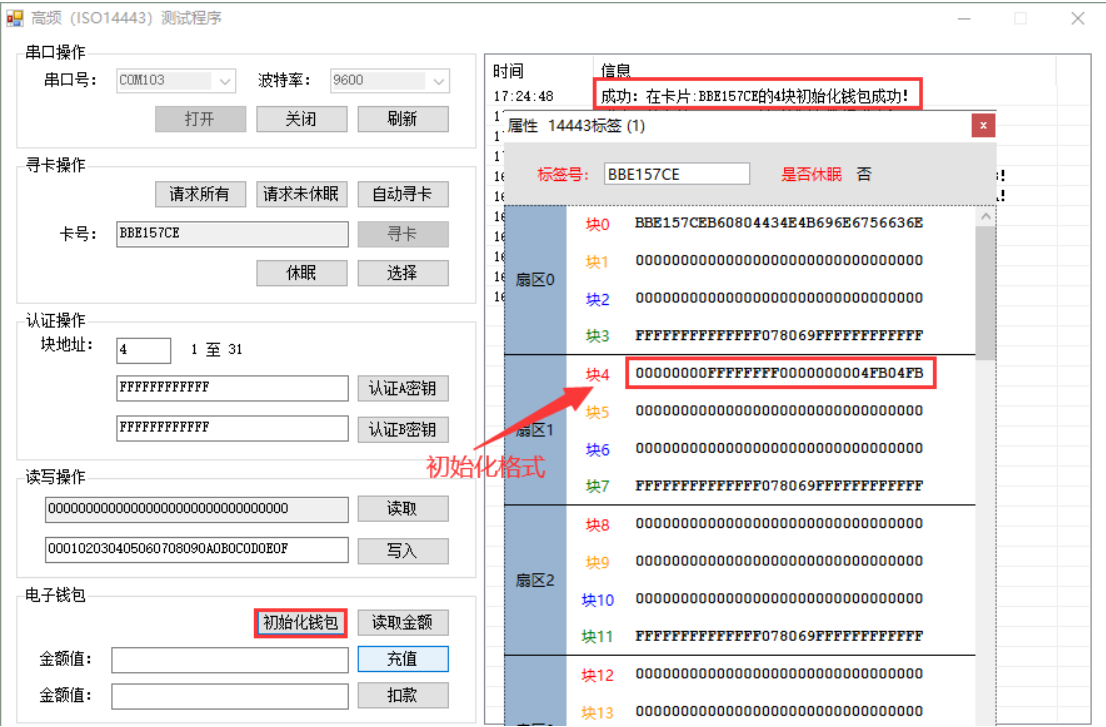 高频（ISO14443）测试程序
串口操作
串口号： COM103 波特率： 9600
打开 关闭 刷新
寻卡操作
请求所有 请求未休眠 自动寻卡
卡号： BBE157CE 寻卡
休眠 选择
认证操作
块地址： 4 1 至 31
FFFFFFFFFFFF 认证A密钥
FFFFFFFFFFFF 认证B密钥
读写操作
00000000000000000000000000000000 读取
000102030405060708090A0B0C0D0E0F 写入
电子钱包
初始化钱包 读取金额
金额值： 充值
金额值： 扣款
时间 信息
17:24:48 成功：在卡片:BBE157CE的4块初始化钱包成功!
属性 14443标签 (1) x
标签号: BBE157CE 是否休眠 否
扇区0
块0 BBE157CEB60804434E4B696E6756636E
块1 00000000000000000000000000000000
块2 00000000000000000000000000000000
块3 FFFFFFFFFFFFFF078069FFFFFFFFFFFF
扇区1
块4 00000000FFFFFFFF0000000004FB04FB
块5 00000000000000000000000000000000
块6 00000000000000000000000000000000
块7 FFFFFFFFFFFFFF078069FFFFFFFFFFFF
初始化格式
扇区2
块8 00000000000000000000000000000000
块9 00000000000000000000000000000000
块10 00000000000000000000000000000000
块11 FFFFFFFFFFFFFF078069FFFFFFFFFFFF
块12 00000000000000000000000000000000
块13 00000000000000000000000000000000